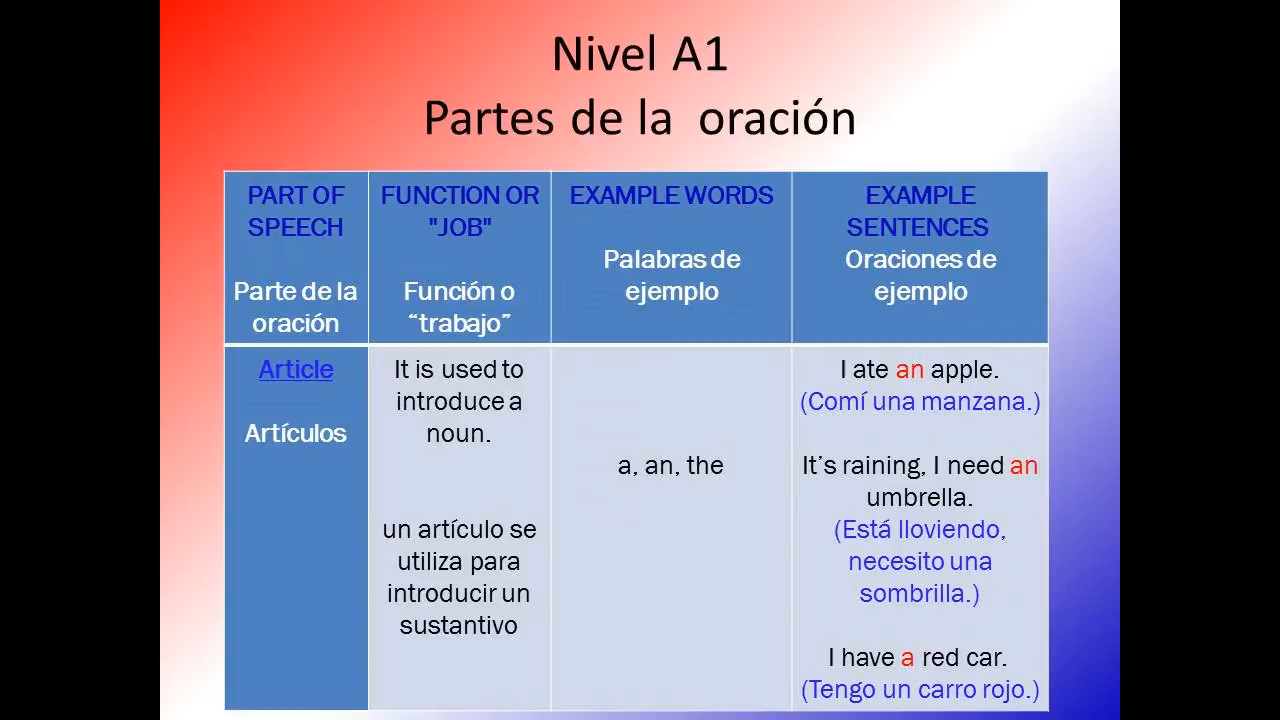 Nivel A1
Partes de la oración
PART OF
SPEECH
Parte de la
oración
FUNCTION OR
"JOB"
Función o
“trabajo”
EXAMPLE WORDS
Palabras de
ejemplo
EXAMPLE
SENTENCES
Oraciones de
ejemplo
Article
Artículos
It is used to
introduce a
noun.
un artículo se
utiliza para
introducir un
sustantivo
a, an, the
I ate an apple.
(Comí una manzana.)
It’s raining, I need an
umbrella.
(Está lloviendo,
necesito una
sombrilla.)
I have a red car.
(Tengo un carro rojo.)